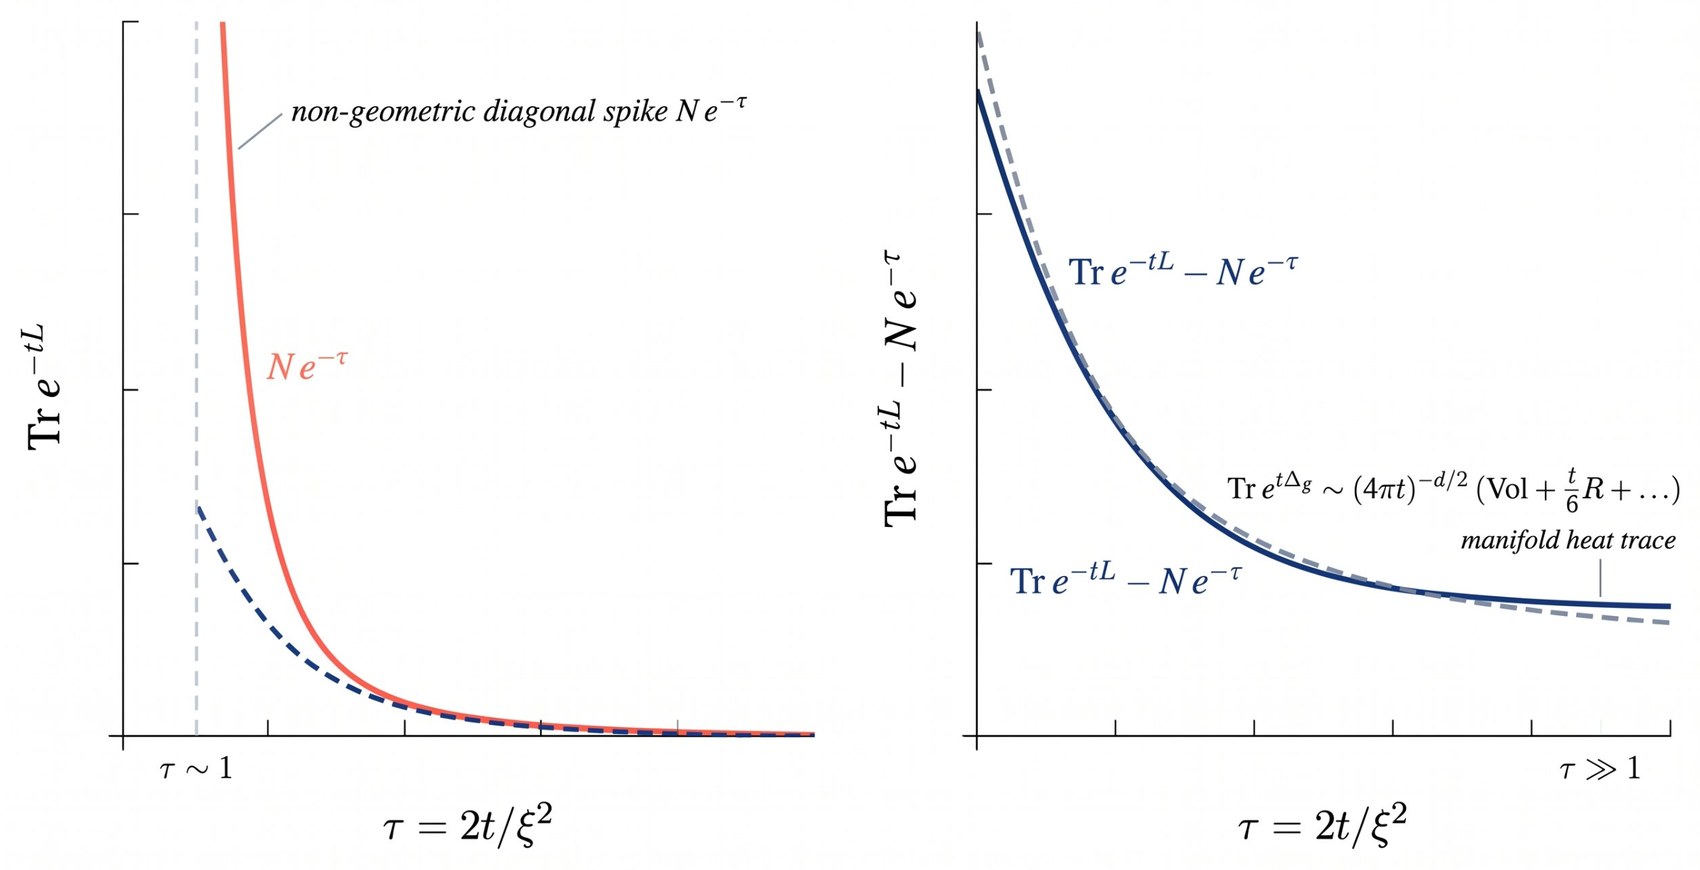 Tr e^{-tL}
non-geometric diagonal spike N e^{-τ}
N e^{-τ}
τ ∼ 1
τ = 2t/ξ²
Tr e^{-tL} – N e^{-τ}
Tr e^{-tL} – N e^{-τ}
Tr e^{tΔ_g} ∼ (4πt)^{-d/2} (Vol + \frac{t}{6}R + …)
manifold heat trace
Tr e^{-tL} – N e^{-τ}
τ ≫ 1
τ = 2t/ξ²